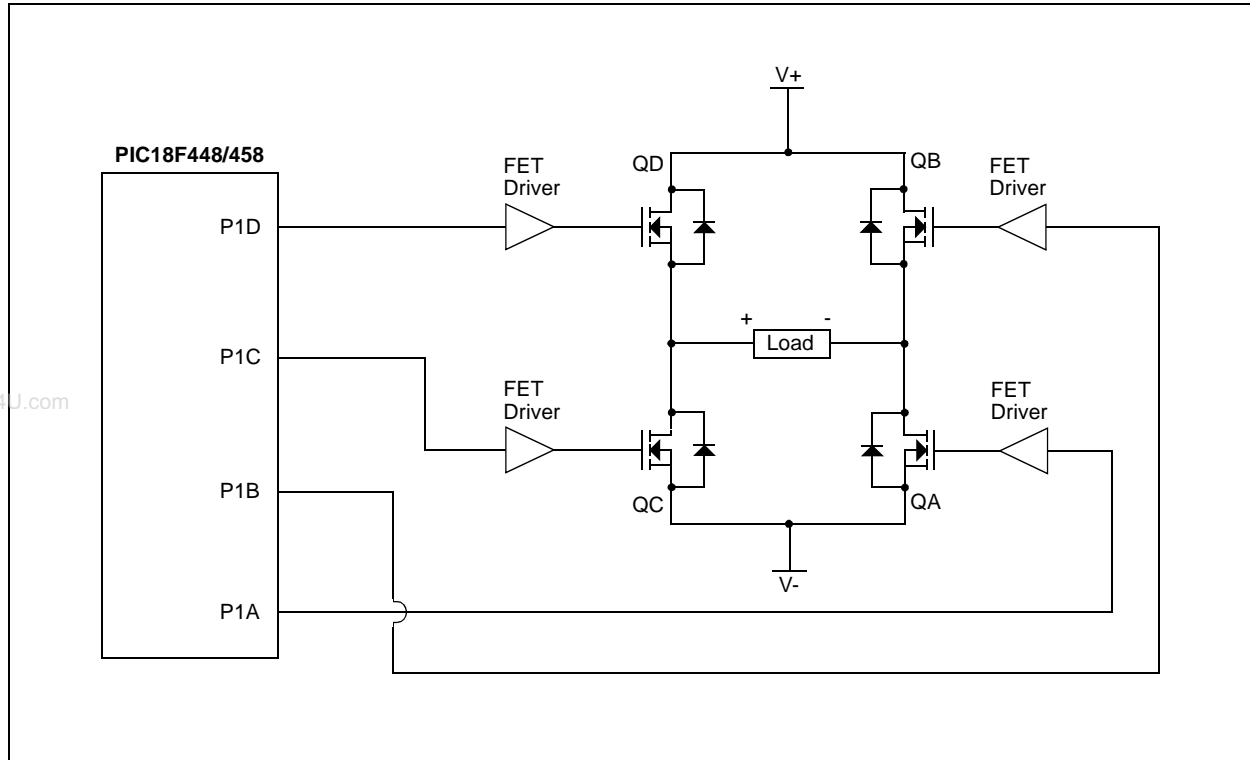 V+
PIC18F448/458
QD
QB
FET
Driver
FET
Driver
P1D
+
-
Load
P1C
FET
Driver
FET
Driver
4U.com
P1B
QC
QA
V-
P1A